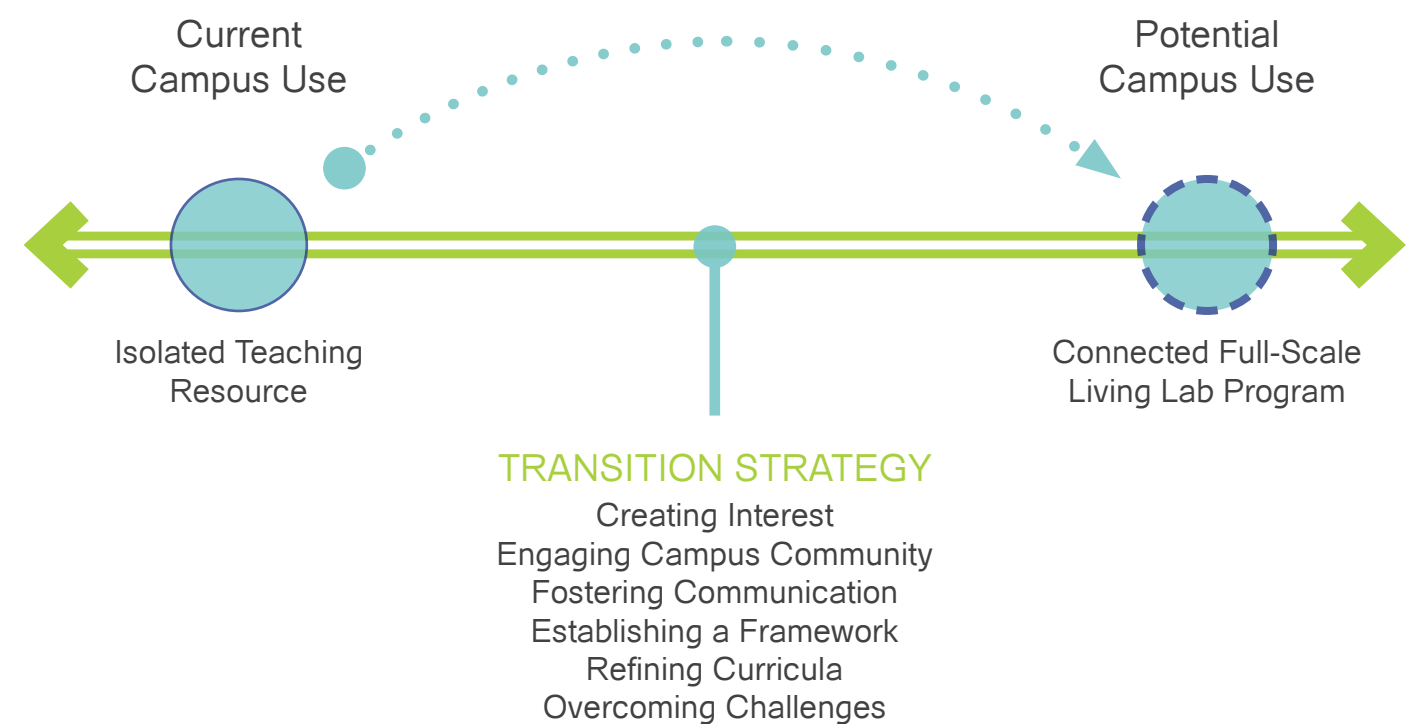 Current
Campus Use
Potential
Campus Use
Isolated Teaching
Resource
Connected Full-Scale
Living Lab Program
TRANSITION STRATEGY
Creating Interest
Engaging Campus Community
Fostering Communication
Establishing a Framework
Refining Curricula
Overcoming Challenges